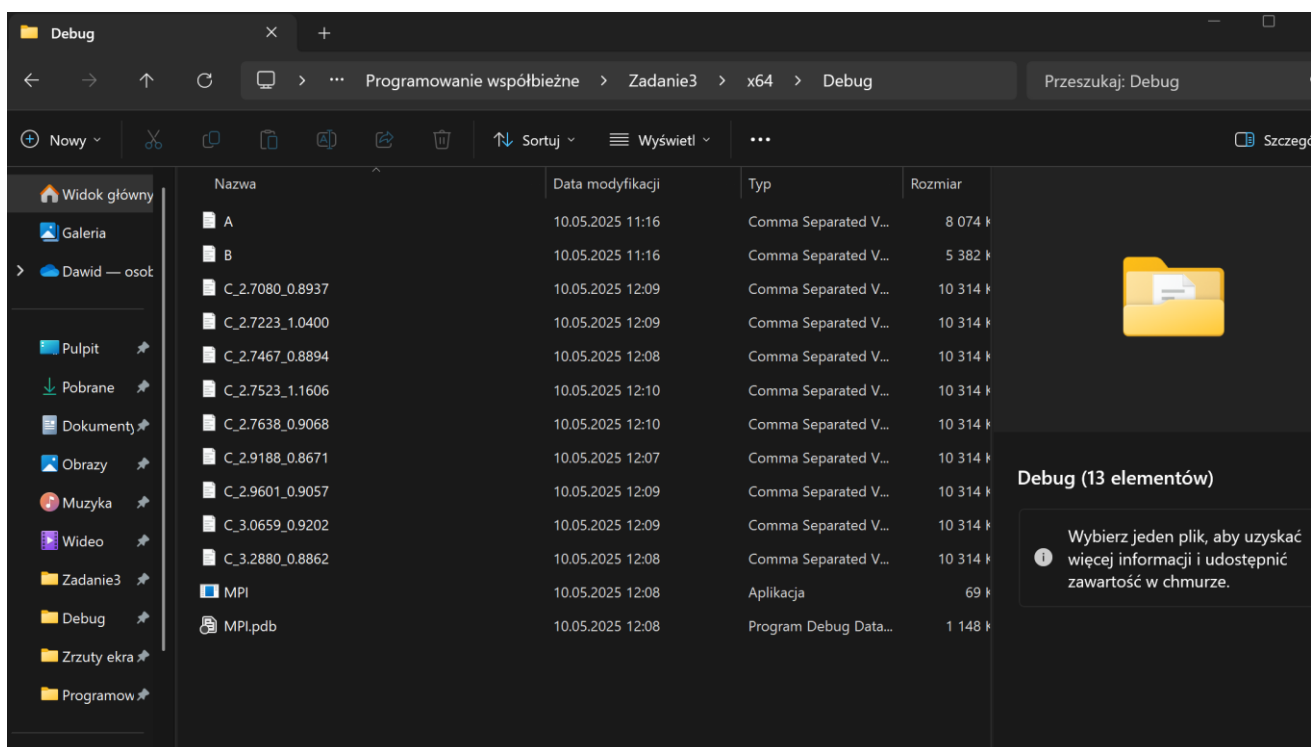 Debug
Programowanie współbieżne > Zadanie3 > x64 > Debug
Przeszukaj: Debug
Nowy
Sortuj
Wyświetl
Szczegó
Widok główny
Galeria
Dawid — osob
Pulpit
Pobrane
Dokumenty
Obrazy
Muzyka
Wideo
Zadanie3
Debug
Zrzuty ekra
Programow
Nazwa Data modyfikacji Typ Rozmiar
A 10.05.2025 11:16 Comma Separated V... 8 074 K
B 10.05.2025 11:16 Comma Separated V... 5 382 K
C_2.7080_0.8937 10.05.2025 12:09 Comma Separated V... 10 314 K
C_2.7223_1.0400 10.05.2025 12:09 Comma Separated V... 10 314 K
C_2.7467_0.8894 10.05.2025 12:08 Comma Separated V... 10 314 K
C_2.7523_1.1606 10.05.2025 12:10 Comma Separated V... 10 314 K
C_2.7638_0.9068 10.05.2025 12:10 Comma Separated V... 10 314 K
C_2.9188_0.8671 10.05.2025 12:07 Comma Separated V... 10 314 K
C_2.9601_0.9057 10.05.2025 12:09 Comma Separated V... 10 314 K
C_3.0659_0.9202 10.05.2025 12:09 Comma Separated V... 10 314 K
C_3.2880_0.8862 10.05.2025 12:08 Comma Separated V... 10 314 K
MPI 10.05.2025 12:08 Aplikacja 69 K
MPI.pdb 10.05.2025 12:08 Program Debug Data... 1 148 K
Debug (13 elementów)
Wybierz jeden plik, aby uzyskać
więcej informacji i udostępnić
zawartość w chmurze.